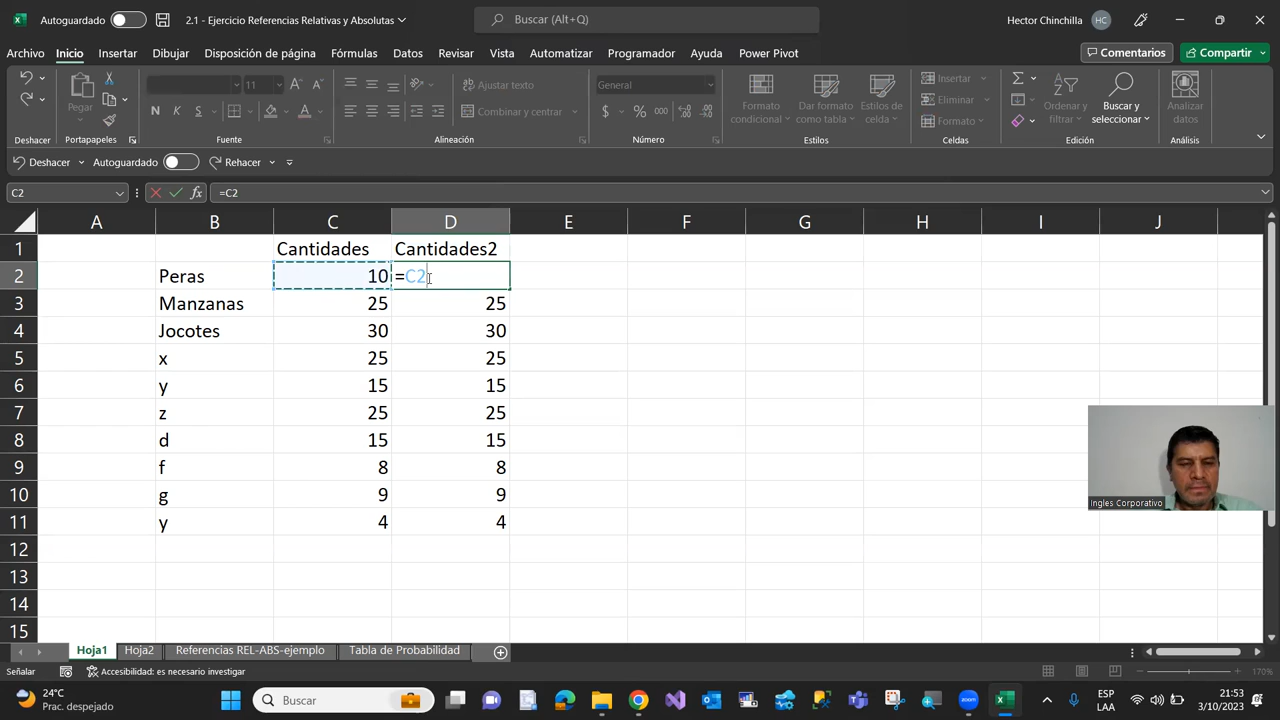 Autoguardado
2.1 - Ejercicio Referencias Relativas y Absolutas
Buscar (Alt+Q)
Hector Chinchilla
HC
Archivo
Inicio
Insertar
Dibujar
Disposición de página
Fórmulas
Datos
Revisar
Vista
Automatizar
Programador
Ayuda
Power Pivot
Comentarios
Compartir
Pegar
11
N K S
Ajustar texto
Combinar y centrar
General
$ % 000
Formato condicional
Dar formato como tabla
Estilos de celda
Insertar
Eliminar
Formato
Ordenar y filtrar
Buscar y seleccionar
Analizar datos
Deshacer
Portapapeles
Fuente
Alineación
Número
Estilos
Celdas
Edición
Análisis
Deshacer
Autoguardado
Rehacer
C2
fx
=C2
A B C D E F G H I J
1 Cantidades Cantidades2
2 Peras 10 =C2
3 Manzanas 25 25
4 Jocotes 30 30
5 x 25 25
6 y 15 15
7 z 25 25
8 d 15 15
9 f 8 8
10 g 9 9
11 y 4 4
12
13
14
15
Ingles Corporativo
Hoja1
Hoja2
Referencias REL-ABS-ejemplo
Tabla de Probabilidad
Señalar
Accesibilidad: es necesario investigar
170%
24°C
Prac. despejado
Buscar
ESP
LAA
21:53
3/10/2023